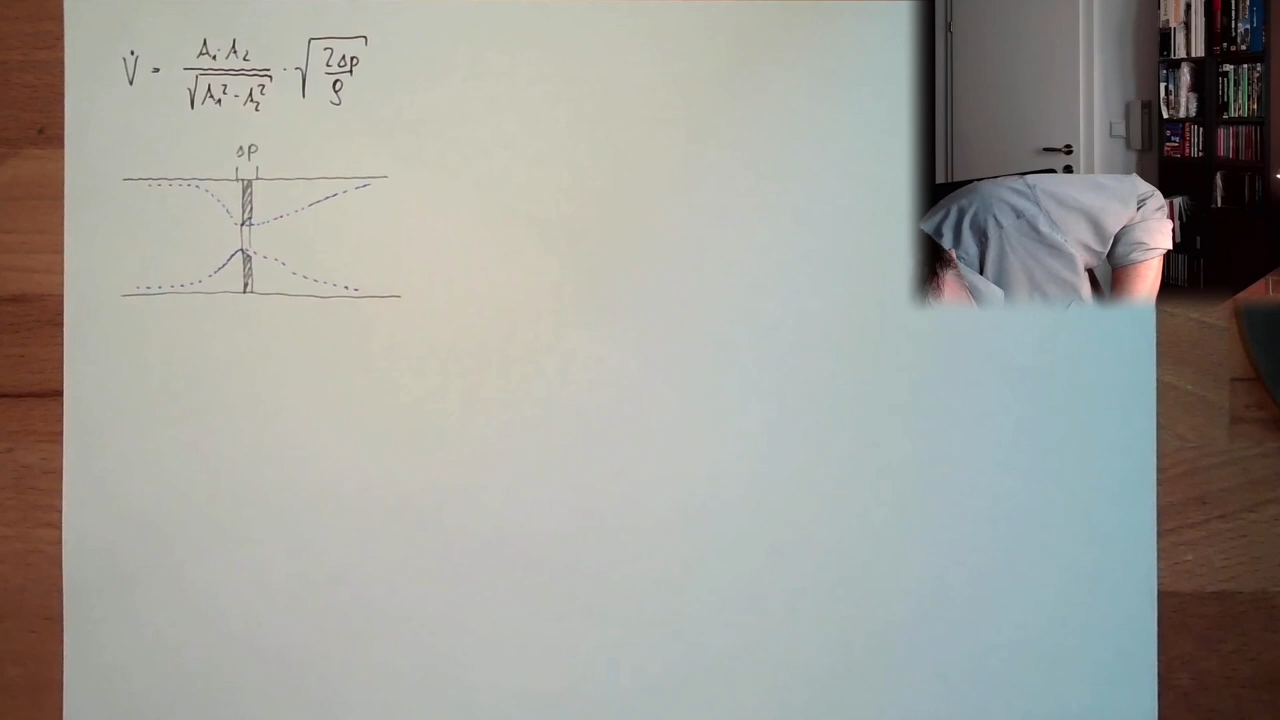 V̇ = A₁·A₂ / √(A₁² - A₂²) · √(2Δp / ρ)
Δp